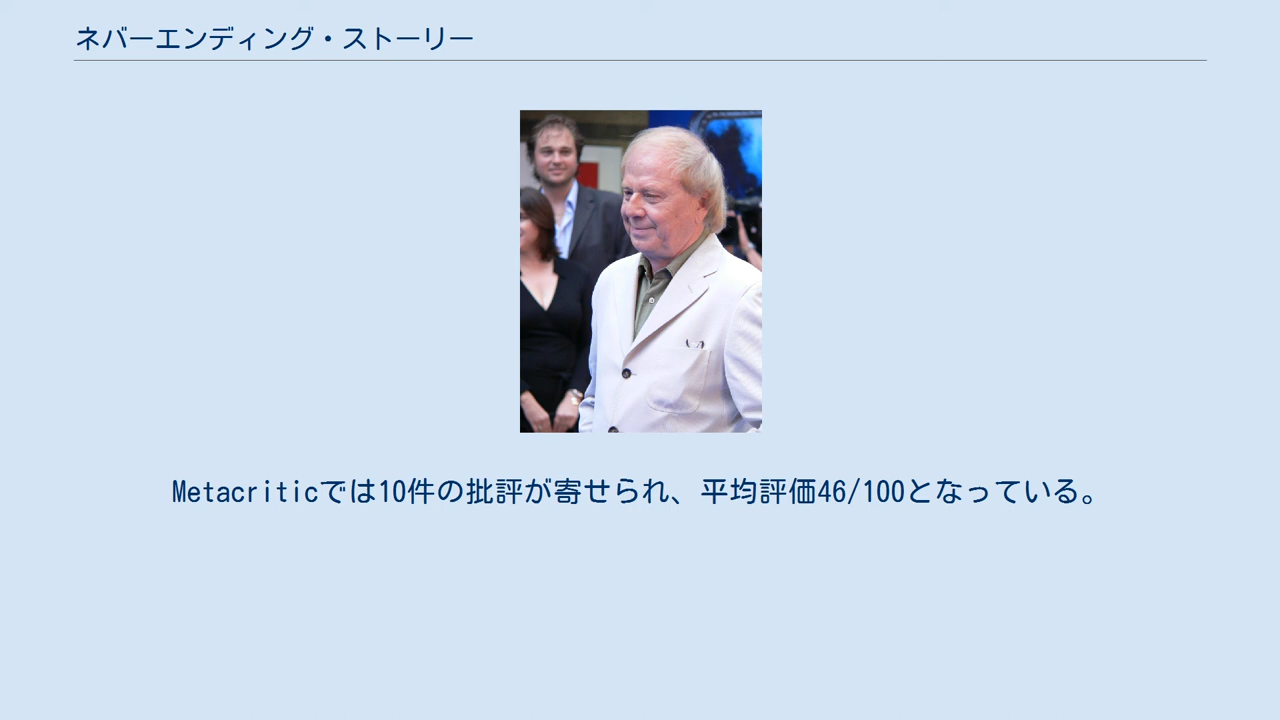 ネバーエンディング・ストーリー
Metacriticでは10件の批評が寄せられ、平均評価46/100となっている。